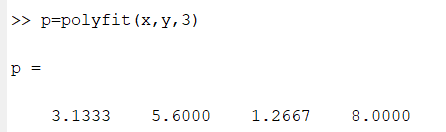 >> p=polyfit(x,y,3)
p =
3.1333 5.6000 1.2667 8.0000